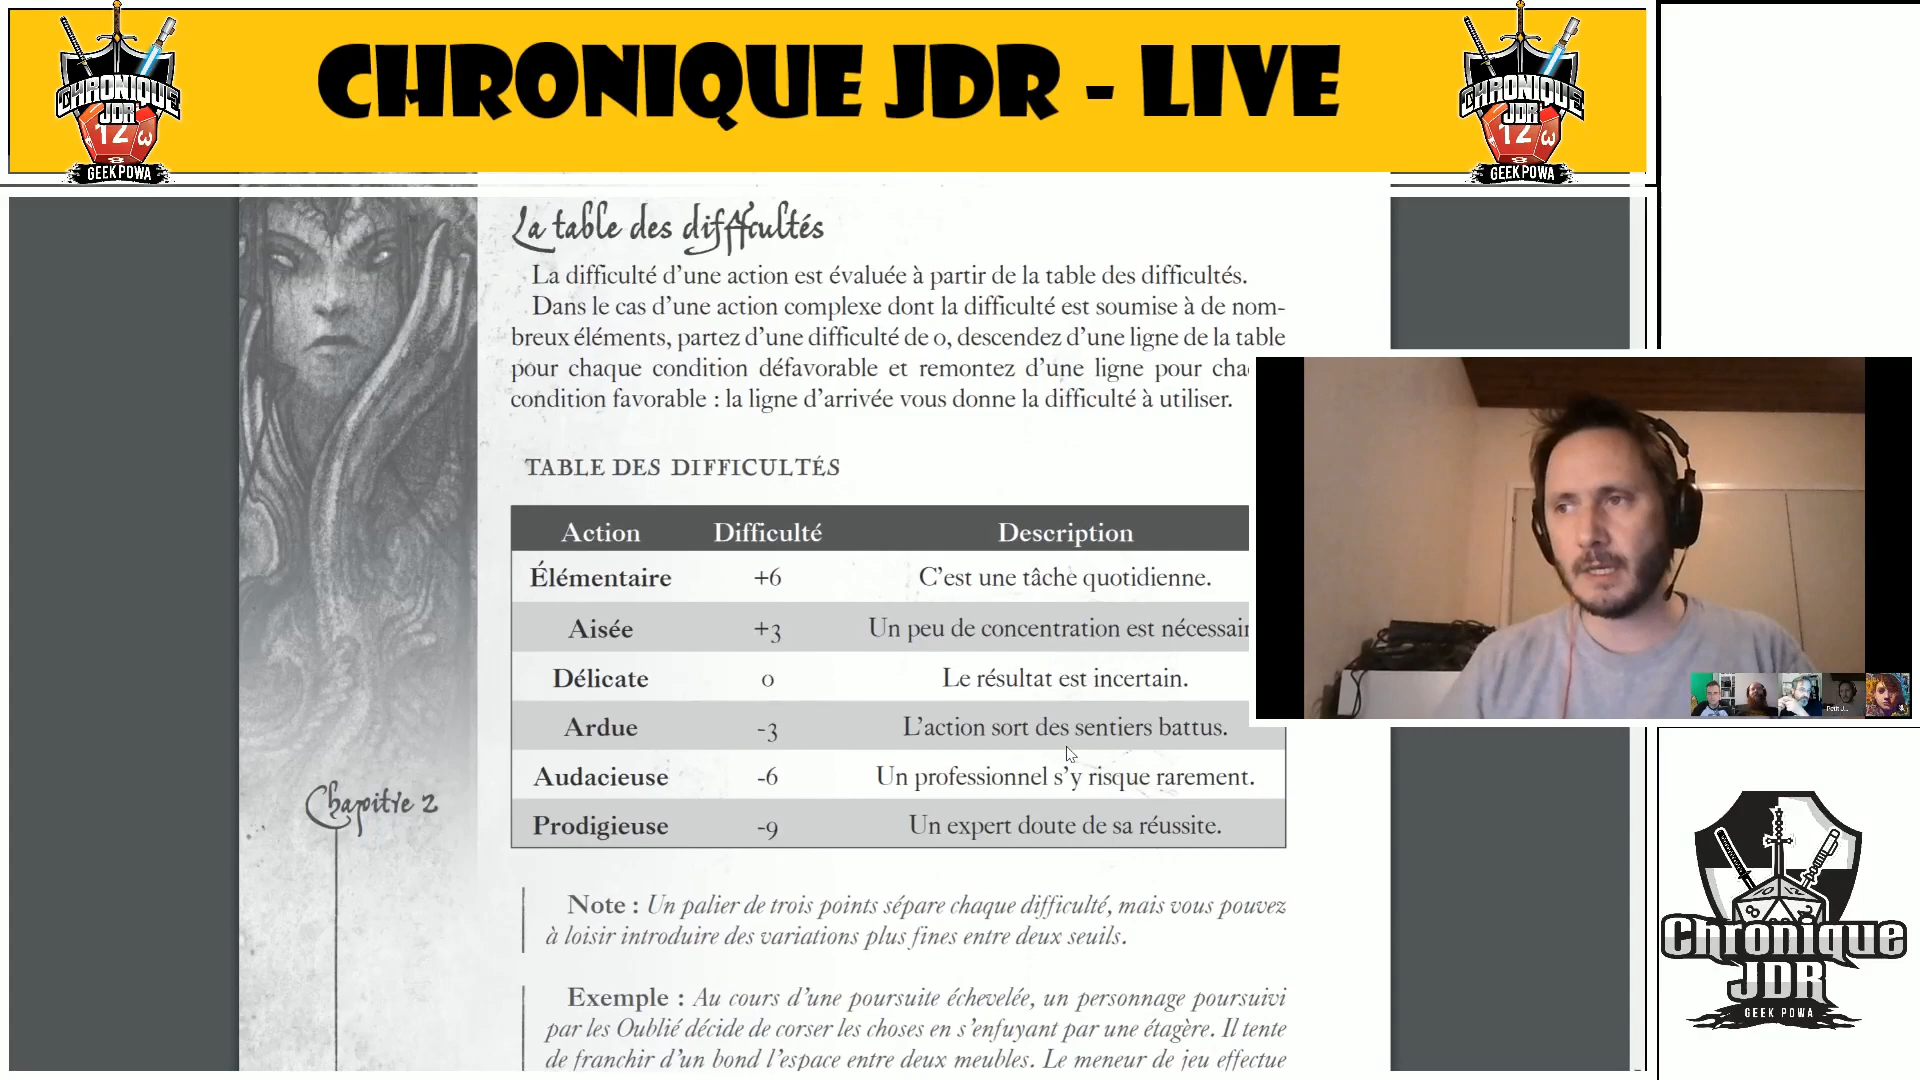 CHRONIQUE JDR - LIVE
CHRONIQUE
JDR
12
GEEK POWA
CHRONIQUE
JDR
12
GEEK POWA
La table des difficultés
La difficulté d'une action est évaluée à partir de la table des difficultés.
Dans le cas d'une action complexe dont la difficulté est soumise à de nom-
breux éléments, partez d'une difficulté de 0, descendez d'une ligne de la table
pour chaque condition défavorable et remontez d'une ligne pour cha
condition favorable : la ligne d'arrivée vous donne la difficulté à utiliser.
TABLE DES DIFFICULTÉS
Action Difficulté Description
Élémentaire +6 C'est une tâche quotidienne.
Aisée +3 Un peu de concentration est nécessair
Délicate 0 Le résultat est incertain.
Ardue -3 L'action sort des sentiers battus.
Audacieuse -6 Un professionnel s'y risque rarement.
Prodigieuse -9 Un expert doute de sa réussite.
Chapitre 2
Note : Un palier de trois points sépare chaque difficulté, mais vous pouvez
à loisir introduire des variations plus fines entre deux seuils.
Exemple : Au cours d'une poursuite échevelée, un personnage poursuivi
par les Oublié décide de corser les choses en s'enfuyant par une étagère. Il tente
de franchir d'un bond l'espace entre deux meubles. Le meneur de jeu effectue
Petit J...
Chronique
JDR
GEEK POWA